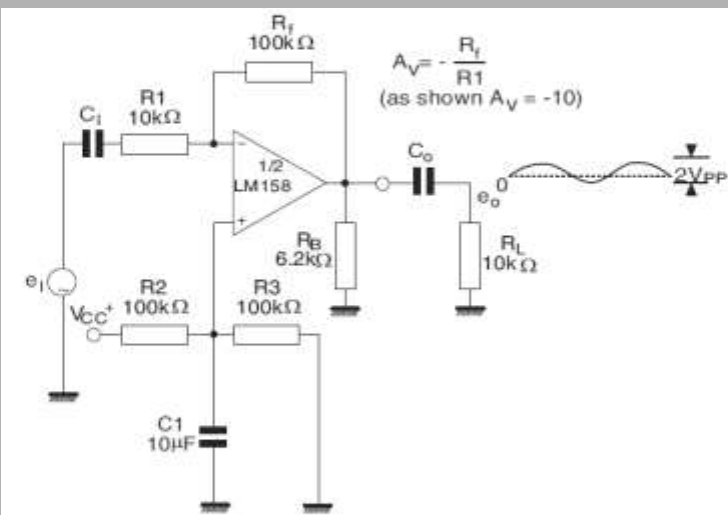 Rf
100kΩ
AV = - Rf
R1
(as shown AV = -10)
R1
10kΩ
CI
1/2
LM158
Co
eo
0
2VPP
RB
6.2kΩ
RL
10kΩ
eI
VCC+
R2
100kΩ
R3
100kΩ
C1
10µF